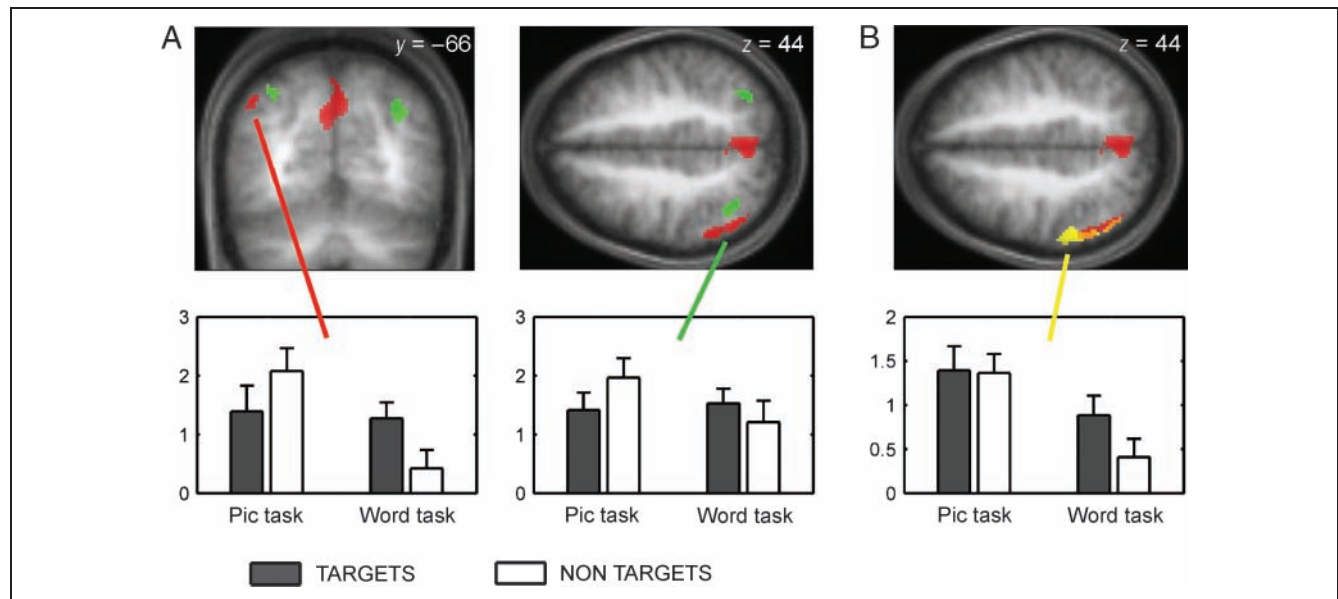 A
y = −66
z = 44
B
z = 44
3
2
1
0
Pic task
Word task
3
2
1
0
Pic task
Word task
2
1.5
1
0.5
0
Pic task
Word task
TARGETS
NON TARGETS